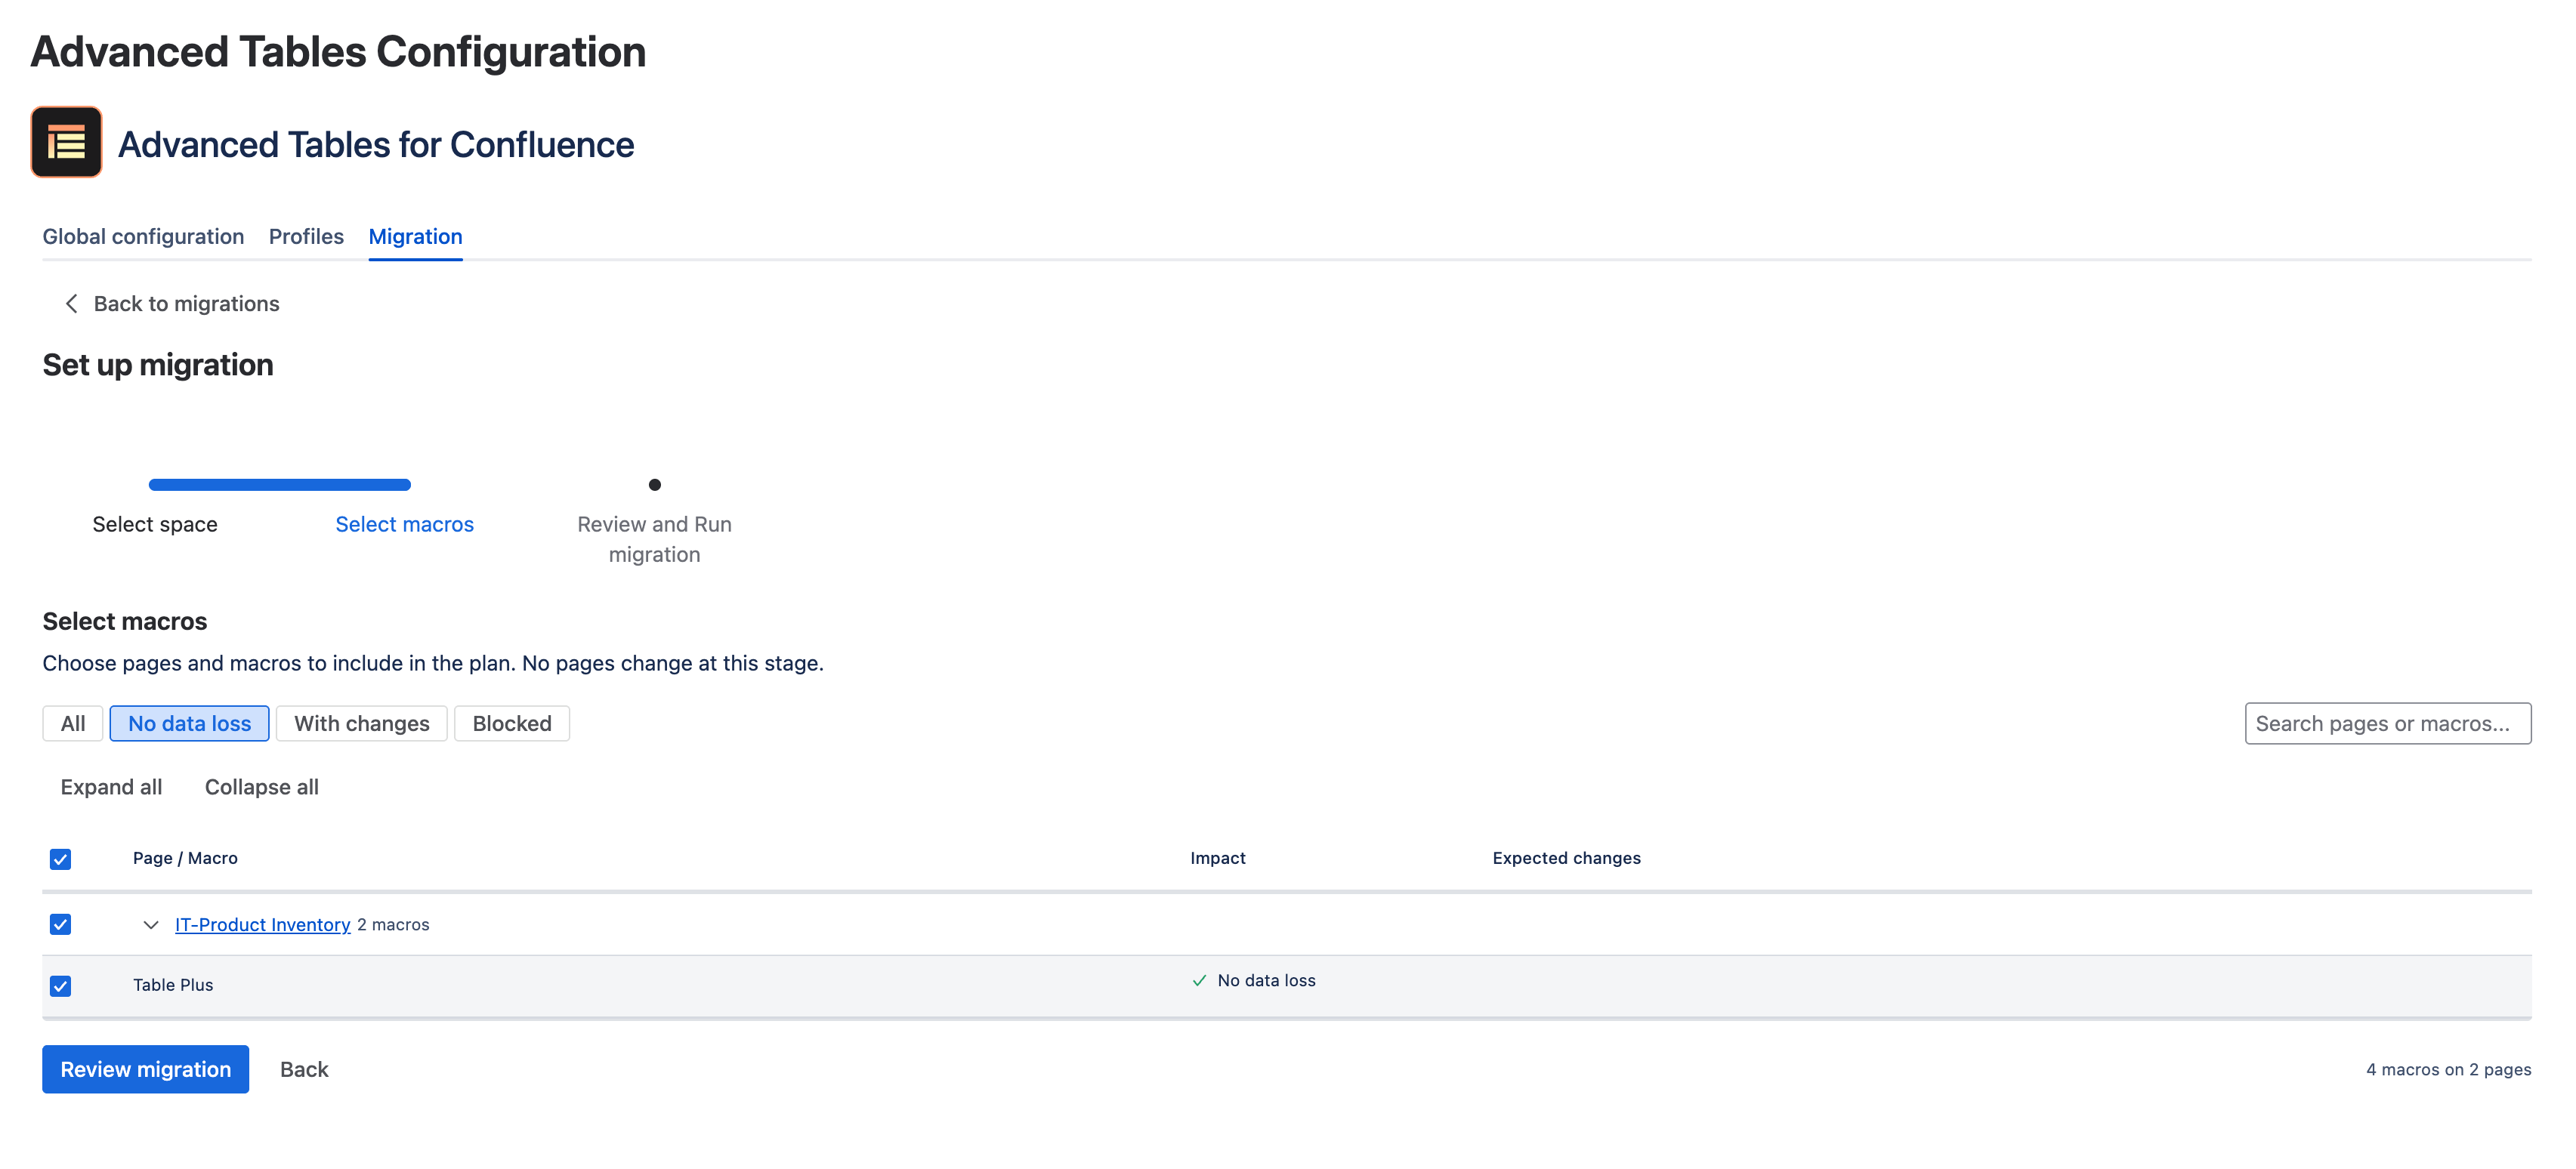 Advanced Tables Configuration
Advanced Tables for Confluence
Global configuration Profiles Migration
Back to migrations
Set up migration
Select space Select macros Review and Run
migration
Select macros
Choose pages and macros to include in the plan. No pages change at this stage.
All No data loss With changes Blocked Search pages or macros...
Expand all Collapse all
Page / Macro Impact Expected changes
IT-Product Inventory 2 macros
Table Plus No data loss
Review migration Back 4 macros on 2 pages